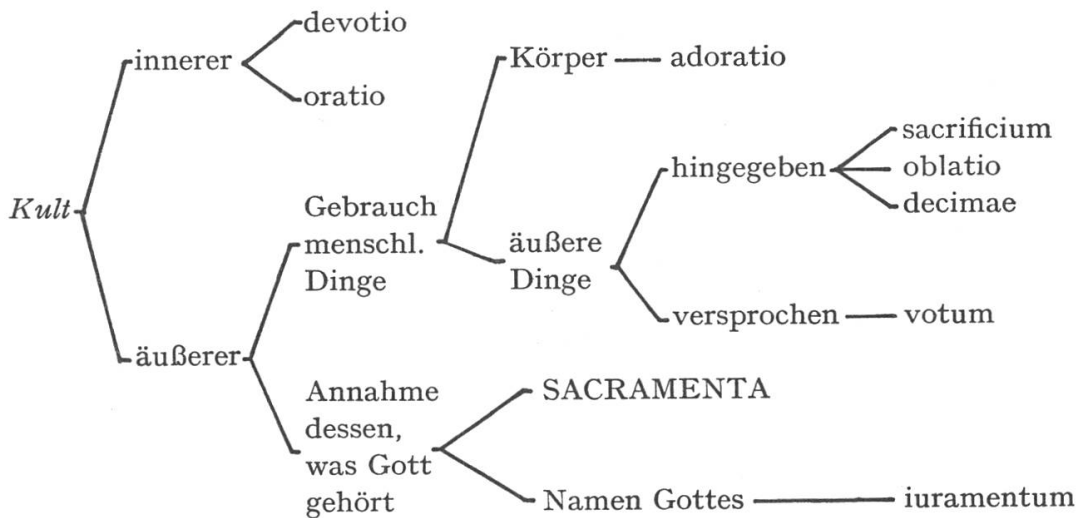 devotio
innerer
oratio
Körper
adoratio
sacrificium
hingegeben
oblatio
decimae
Kult
Gebrauch
menschl.
Dinge
äußere
Dinge
versprochen
votum
äußerer
Annahme
dessen,
was Gott
gehört
SACRAMENTA
Namen Gottes
iuramentum